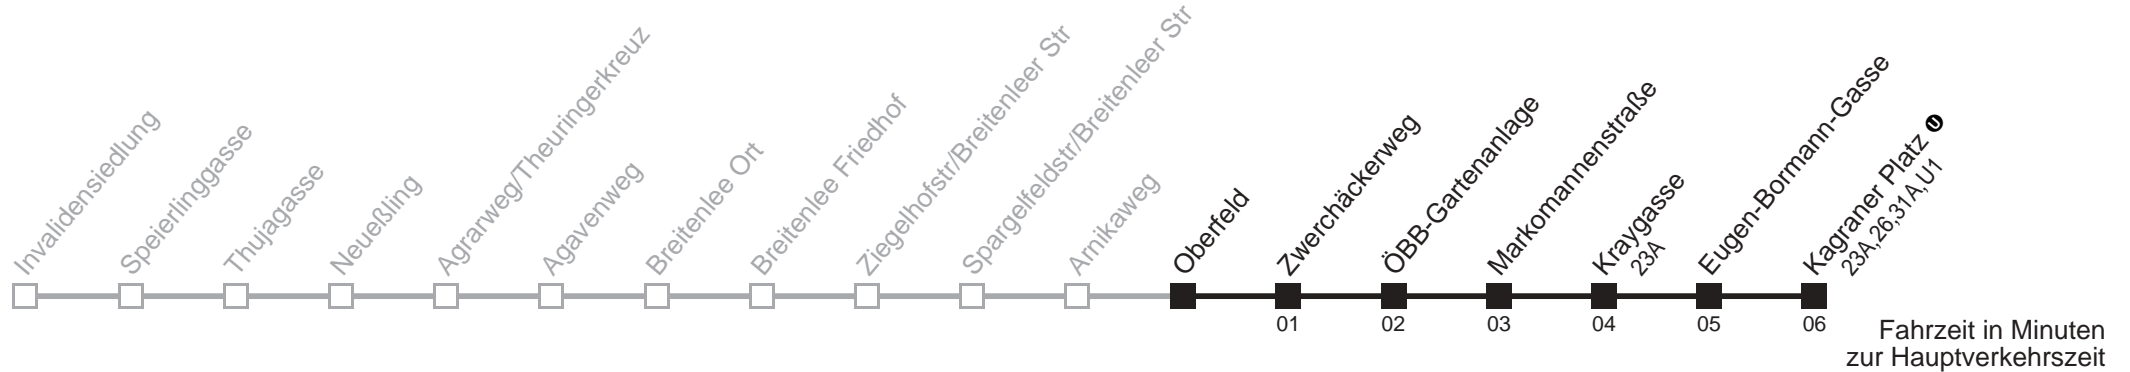 Invalidensiedlung
Speierlinggasse
Thujagasse
Neueßling
Agrarweg/Theuringerkreuz
Agavenweg
Breitenlee Ort
Breitenlee Friedhof
Ziegelhofstr/Breitenleer Str
Spargelfeldstr/Breitenleer Str
Arnikaweg
Oberfeld
Zwerchäckerweg
ÖBB-Gartenanlage
Markomannenstraße
Kraygasse
23A
Eugen-Bormann-Gasse
Kagraner Platz U
23A,26,31A,U1
01
02
03
04
05
06
Fahrzeit in Minuten
zur Hauptverkehrszeit